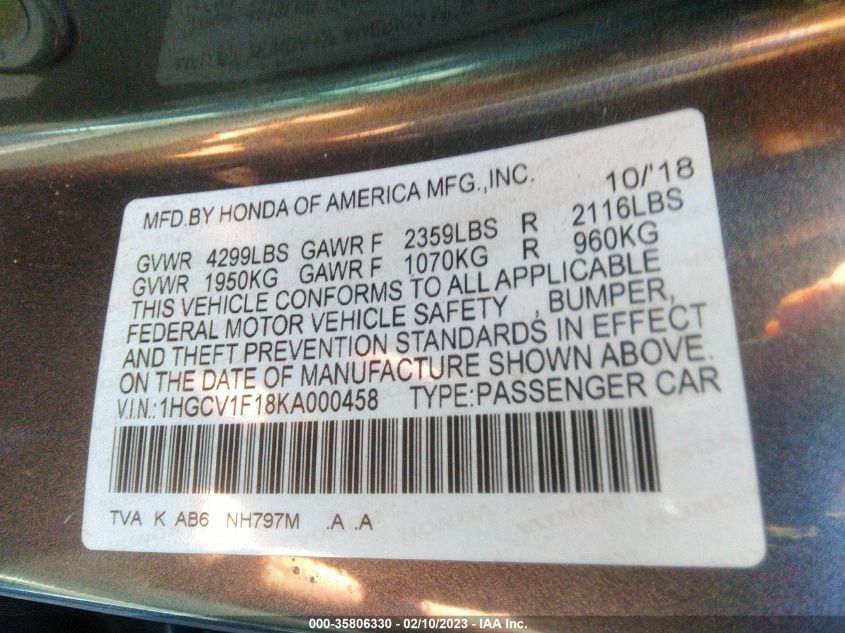 MFD.BY HONDA OF AMERICA MFG.,INC. 10/'18
GVWR 4299LBS GAWR F 2359LBS R 2116LBS
GVWR 1950KG GAWR F 1070KG R 960KG
THIS VEHICLE CONFORMS TO ALL APPLICABLE
FEDERAL MOTOR VEHICLE SAFETY , BUMPER,
AND THEFT PREVENTION STANDARDS IN EFFECT
ON THE DATE OF MANUFACTURE SHOWN ABOVE.
V.I.N.:1HGCV1F18KA000458 TYPE:PASSENGER CAR
TVA K AB6 NH797M .A .A
000-35806330 - 02/10/2023 - IAA Inc.